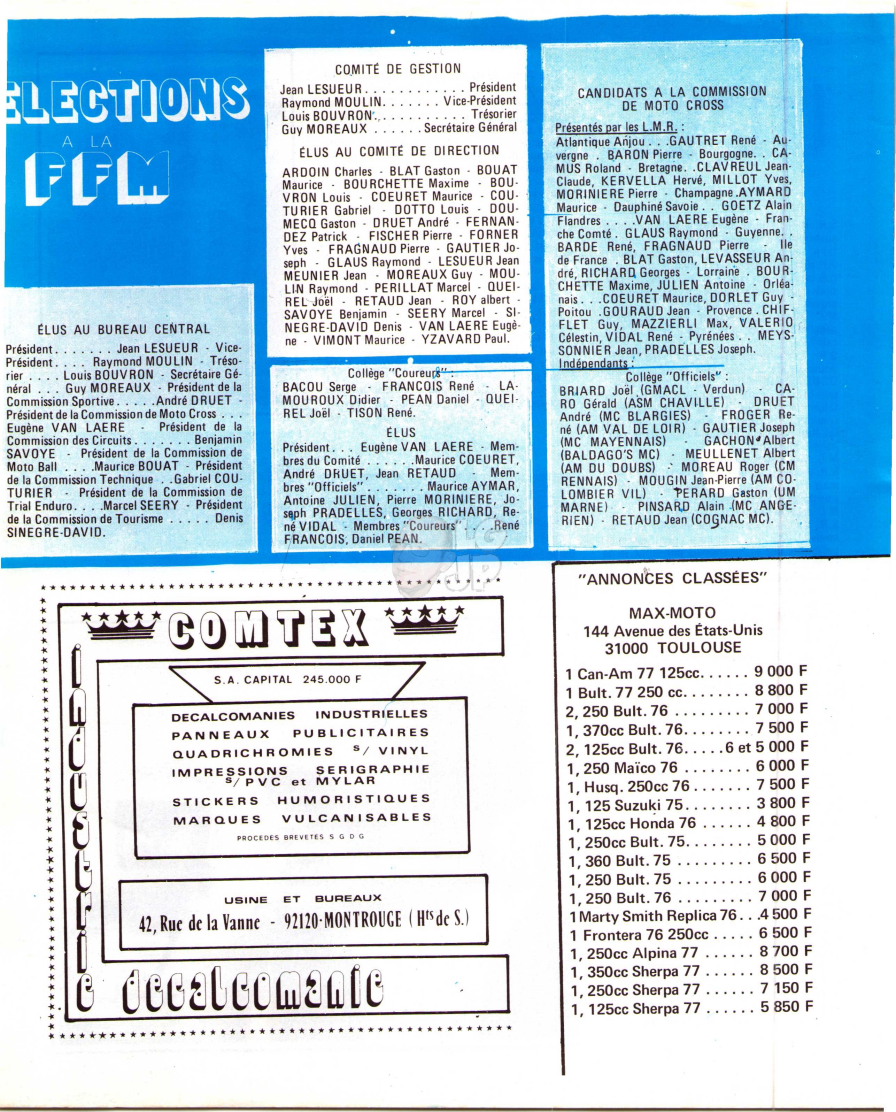 ELECTIONS
A LA
FFM
ÉLUS AU BUREAU CENTRAL
Président. . . . . . . Jean LESUEUR - Vice-
Président. . . . Raymond MOULIN - Tréso-
rier . . . . Louis BOUVRON - Secrétaire Gé-
néral . . . Guy MOREAUX - Président de la
Commission Sportive. . . . .André DRUET -
Président de la Commission de Moto Cross . . .
Eugène VAN LAERE - Président de la
Commission des Circuits. . . . . . . Benjamin
SAVOYE - Président de la Commission de
Moto Ball . . . .Maurice BOUAT - Président
de la Commission Technique . .Gabriel COU-
TURIER - Président de la Commission de
Trial Enduro. . . .Marcel SEERY - Président
de la Commission de Tourisme . . . . . Denis
SINEGRE-DAVID.
COMITÉ DE GESTION
Jean LESUEUR. . . . . . . . . . . . Président
Raymond MOULIN. . . . . . . Vice-Président
Louis BOUVRON. . . . . . . . . . . . Trésorier
Guy MOREAUX . . . . . . Secrétaire Général
ÉLUS AU COMITÉ DE DIRECTION
ARDOIN Charles - BLAT Gaston - BOUAT
Maurice - BOURCHETTE Maxime - BOU-
VRON Louis - COEURET Maurice - COU-
TURIER Gabriel - DOTTO Louis - DOU-
MECQ Gaston - DRUET André - FERNAN-
DEZ Patrick - FISCHER Pierre - FORNER
Yves - FRAGNAUD Pierre - GAUTIER Jo-
seph - GLAUS Raymond - LESUEUR Jean
MEUNIER Jean - MOREAUX Guy - MOU-
LIN Raymond - PERILLAT Marcel - QUEI-
REL Joël - RETAUD Jean - ROY albert -
SAVOYE Benjamin - SEERY Marcel - SI-
NEGRE-DAVID Denis - VAN LAERE Eugè-
ne - VIMONT Maurice - YZAVARD Paul.
Collège "Coureurs" :
BACOU Serge - FRANCOIS René - LA-
MOUROUX Didier - PEAN Daniel - QUEI-
REL Joël - TISON René.
ÉLUS
Président. . . Eugène VAN LAERE - Mem-
bres du Comité . . . . . .Maurice COEURET,
André DRUET, Jean RETAUD - Mem-
bres "Officiels" . . . . . . . Maurice AYMAR,
Antoine JULIEN, Pierre MORINIERE, Jo-
seph PRADELLES, Georges RICHARD, Re-
né VIDAL - Membres "Coureurs" . . . .René
FRANCOIS, Daniel PEAN.
CANDIDATS A LA COMMISSION
DE MOTO CROSS
Présentés par les L.M.R. :
Atlantique Anjou . . .GAUTRET René - Au-
vergne . BARON Pierre - Bourgogne. . CA-
MUS Roland - Bretagne. .CLAVREUL Jean-
Claude, KERVELLA Hervé, MILLOT Yves,
MORINIERE Pierre - Champagne.AYMARD
Maurice - Dauphiné Savoie. . GOETZ Alain
Flandres . . . .VAN LAERE Eugène - Fran-
che Comté . GLAUS Raymond - Guyenne. .
BARDE René, FRAGNAUD Pierre - Ile
de France . BLAT Gaston, LEVASSEUR An-
dré, RICHARD Georges - Lorraine . BOUR-
CHETTE Maxime, JULIEN Antoine - Orléa-
nais . . .COEURET Maurice, DORLET Guy -
Poitou .GOURAUD Jean - Provence .CHIF-
FLET Guy, MAZZIERLI Max, VALERIO
Célestin, VIDAL René - Pyrénées . . MEYS-
SONNIER Jean, PRADELLES Joseph.
Indépendants :
Collège "Officiels" :
BRIARD Joël (GMACL - Verdun) - CA-
RO Gérald (ASM CHAVILLE) - DRUET
André (MC BLARGIES) - FROGER Re-
né (AM VAL DE LOIR) - GAUTIER Joseph
(MC MAYENNAIS) GACHON Albert
(BALDAGO'S MC) - MEULLENET Albert
(AM DU DOUBS) - MOREAU Roger (CM
RENNAIS) - MOUGIN Jean-Pierre (AM CO-
LOMBIER VIL) - PERARD Gaston (UM
MARNE) - PINSARD Alain (MC ANGE-
RIEN) - RETAUD Jean (COGNAC MC).
LG
JP
COMTEX
industrie decalcomanie
S.A. CAPITAL 245.000 F
DECALCOMANIES INDUSTRIELLES
PANNEAUX PUBLICITAIRES
QUADRICHROMIES s/ VINYL
IMPRESSIONS SERIGRAPHIE
s/ PVC et MYLAR
STICKERS HUMORISTIQUES
MARQUES VULCANISABLES
PROCEDES BREVETES S G D G
USINE ET BUREAUX
42, Rue de la Vanne - 92120-MONTROUGE (Hts de S.)
"ANNONCES CLASSÉES"
MAX-MOTO
144 Avenue des États-Unis
31000 TOULOUSE
1 Can-Am 77 125cc. . . . . . 9 000 F
1 Bult. 77 250 cc. . . . . . . . 8 800 F
2, 250 Bult. 76 . . . . . . . . . 7 000 F
1, 370cc Bult. 76. . . . . . . . 7 500 F
2, 125cc Bult. 76. . . . .6 et 5 000 F
1, 250 Maïco 76 . . . . . . . . 6 000 F
1, Husq. 250cc 76 . . . . . . . 7 500 F
1, 125 Suzuki 75. . . . . . . . 3 800 F
1, 125cc Honda 76 . . . . . . 4 800 F
1, 250cc Bult. 75. . . . . . . . 5 000 F
1, 360 Bult. 75 . . . . . . . . . 6 500 F
1, 250 Bult. 75 . . . . . . . . . 6 000 F
1, 250 Bult. 76 . . . . . . . . . 7 000 F
1 Marty Smith Replica 76. . .4 500 F
1 Frontera 76 250cc . . . . . 6 500 F
1, 250cc Alpina 77 . . . . . . 8 700 F
1, 350cc Sherpa 77 . . . . . . 8 500 F
1, 250cc Sherpa 77 . . . . . . 7 150 F
1, 125cc Sherpa 77 . . . . . . 5 850 F